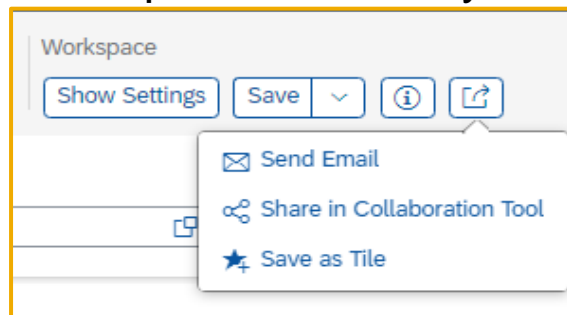 Workspace
Show Settings Save
Send Email
Share in Collaboration Tool
Save as Tile